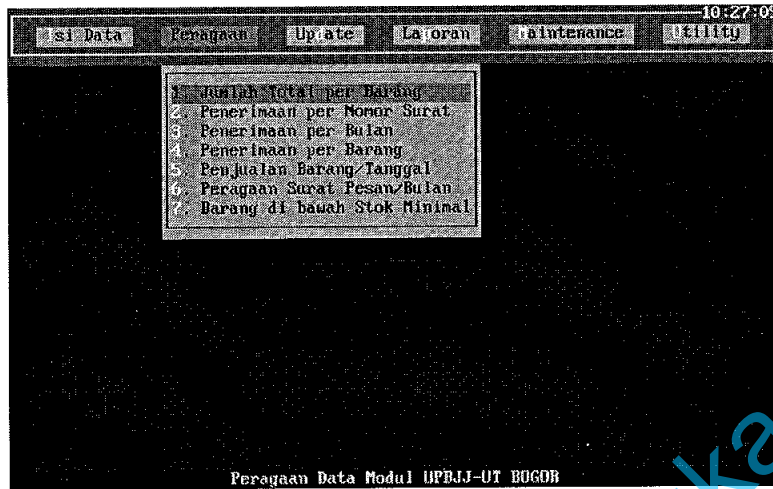 10:27:09
Isi Data Peragaan Update Laporan Maintenance Utility
1. Jumlah Total per Barang
2. Penerimaan per Nomor Surat
3. Penerimaan per Bulan
4. Penerimaan per Barang
5. Penjualan Barang/Tanggal
6. Peragaan Surat Pesan/Bulan
7. Barang di bawah Stok Minimal
Peragaan Data Modul UPBJJ-UT BOGOR